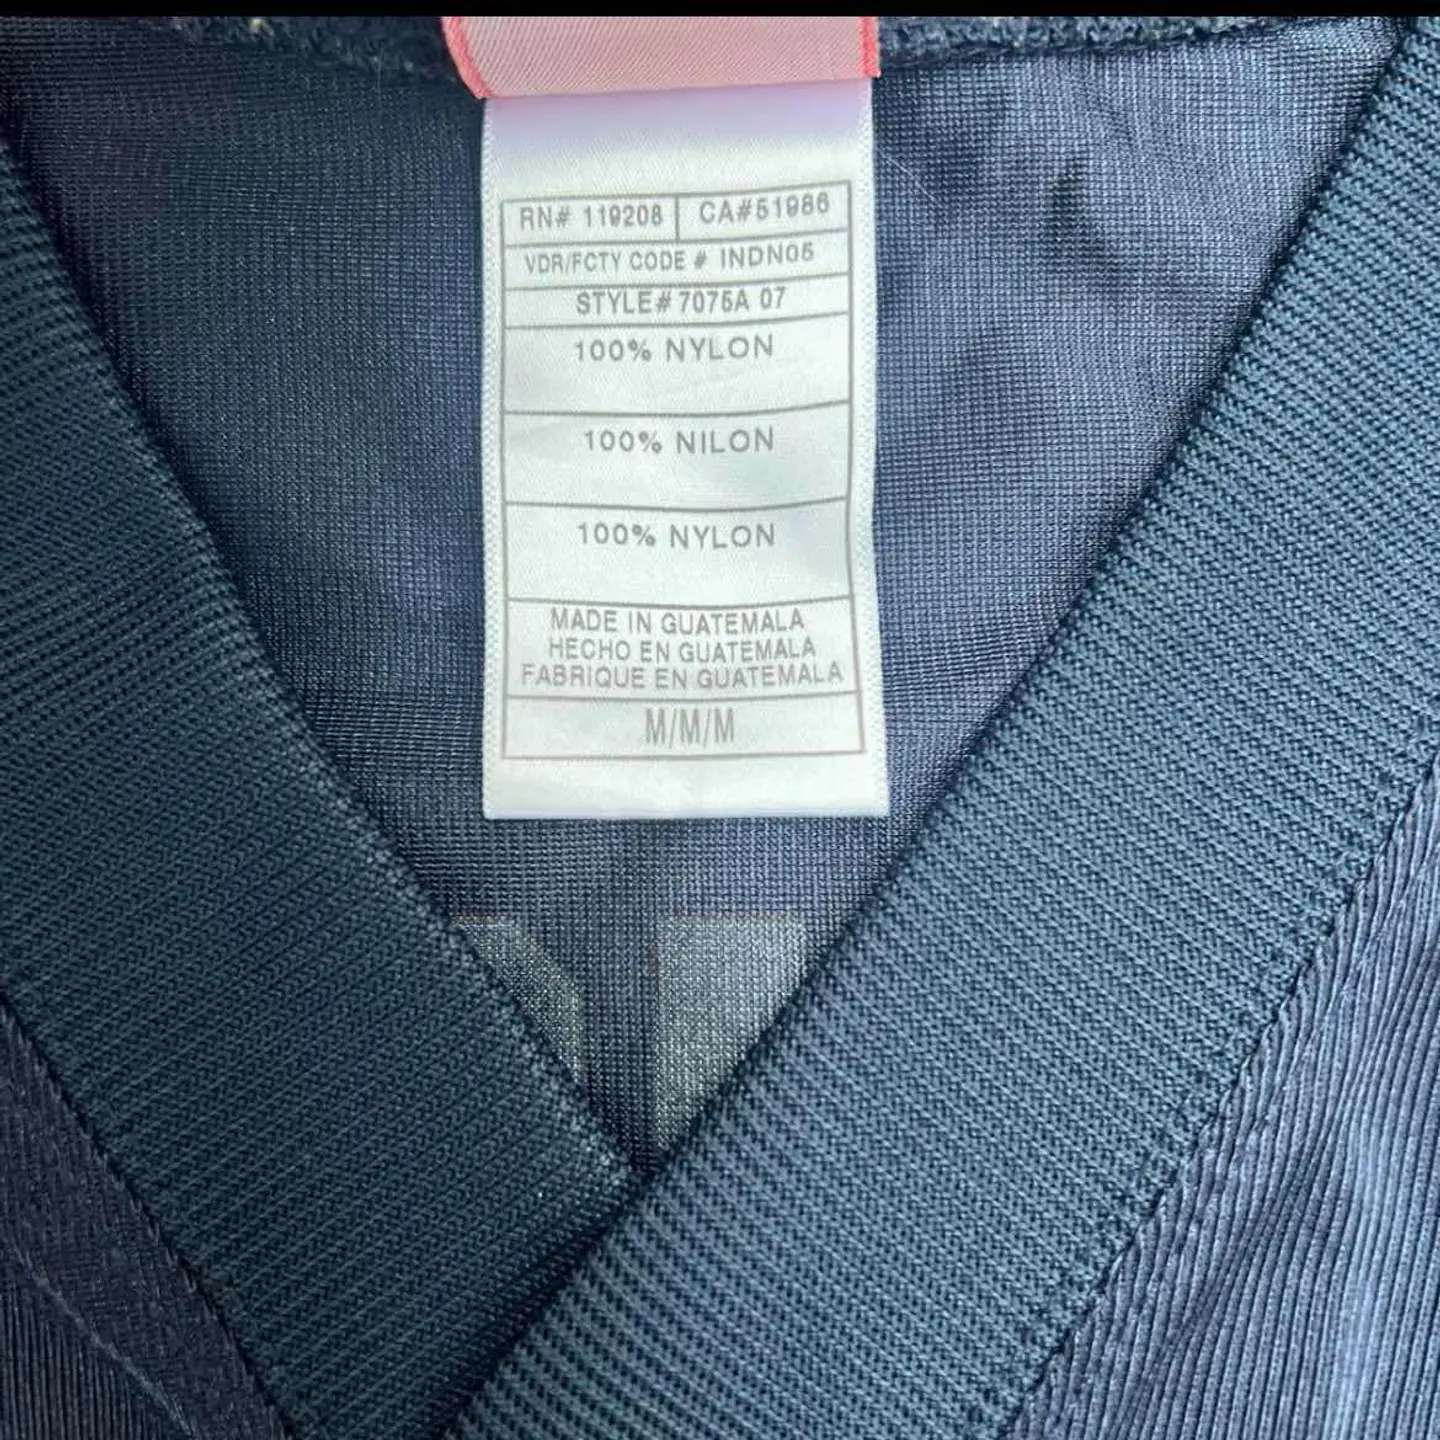 RN# 119208 CA#51986
VDR/FCTY CODE # INDN05
STYLE# 7075A 07
100% NYLON
100% NILON
100% NYLON
MADE IN GUATEMALA
HECHO EN GUATEMALA
FABRIQUE EN GUATEMALA
M/M/M